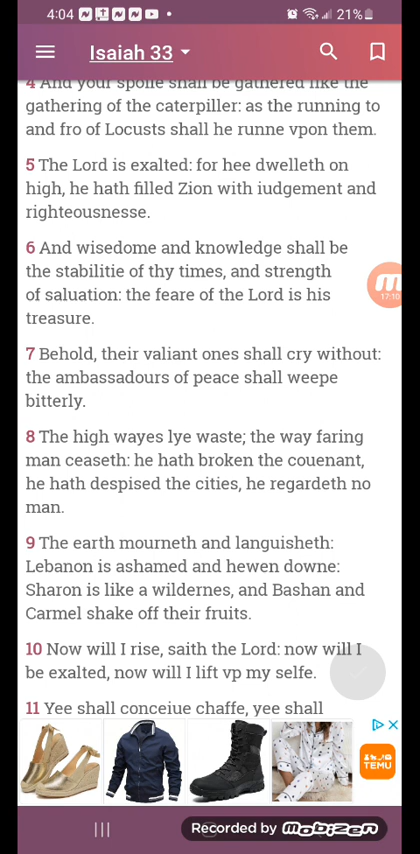 4:04
21%
Isaiah 33
4 And your spoile shall be gathered like the
gathering of the caterpiller: as the running to
and fro of Locusts shall he runne vpon them.
5 The Lord is exalted: for hee dwelleth on
high, he hath filled Zion with iudgement and
righteousnesse.
6 And wisedome and knowledge shall be
the stabilitie of thy times, and strength
of saluation: the feare of the Lord is his
treasure.
17:10
7 Behold, their valiant ones shall cry without:
the ambassadours of peace shall weepe
bitterly.
8 The high wayes lye waste; the way faring
man ceaseth: he hath broken the couenant,
he hath despised the cities, he regardeth no
man.
9 The earth mourneth and languisheth:
Lebanon is ashamed and hewen downe:
Sharon is like a wildernes, and Bashan and
Carmel shake off their fruits.
10 Now will I rise, saith the Lord: now will I
be exalted, now will I lift vp my selfe.
11 Yee shall conceiue chaffe, yee shall
TEMU
Recorded by mobizen